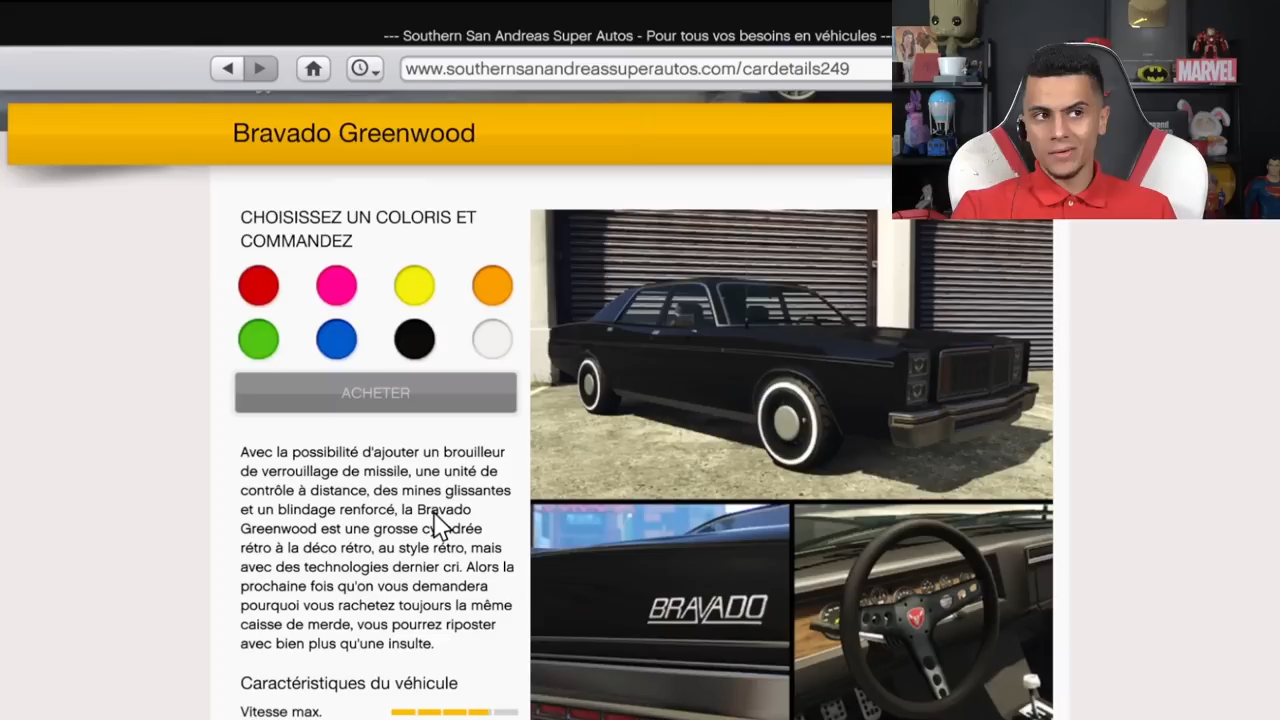 --- Southern San Andreas Super Autos - Pour tous vos besoins en véhicules --
www.southernsanandreassuperautos.com/cardetails249
MARVEL
Bravado Greenwood
CHOISISSEZ UN COLORIS ET
COMMANDEZ
ACHETER
Avec la possibilité d'ajouter un brouilleur
de verrouillage de missile, une unité de
contrôle à distance, des mines glissantes
et un blindage renforcé, la Bravado
Greenwood est une grosse cylindrée
rétro à la déco rétro, au style rétro, mais
avec des technologies dernier cri. Alors la
prochaine fois qu'on vous demandera
pourquoi vous rachetez toujours la même
caisse de merde, vous pourrez riposter
avec bien plus qu'une insulte.
BRAVADO
Caractéristiques du véhicule
Vitesse max.